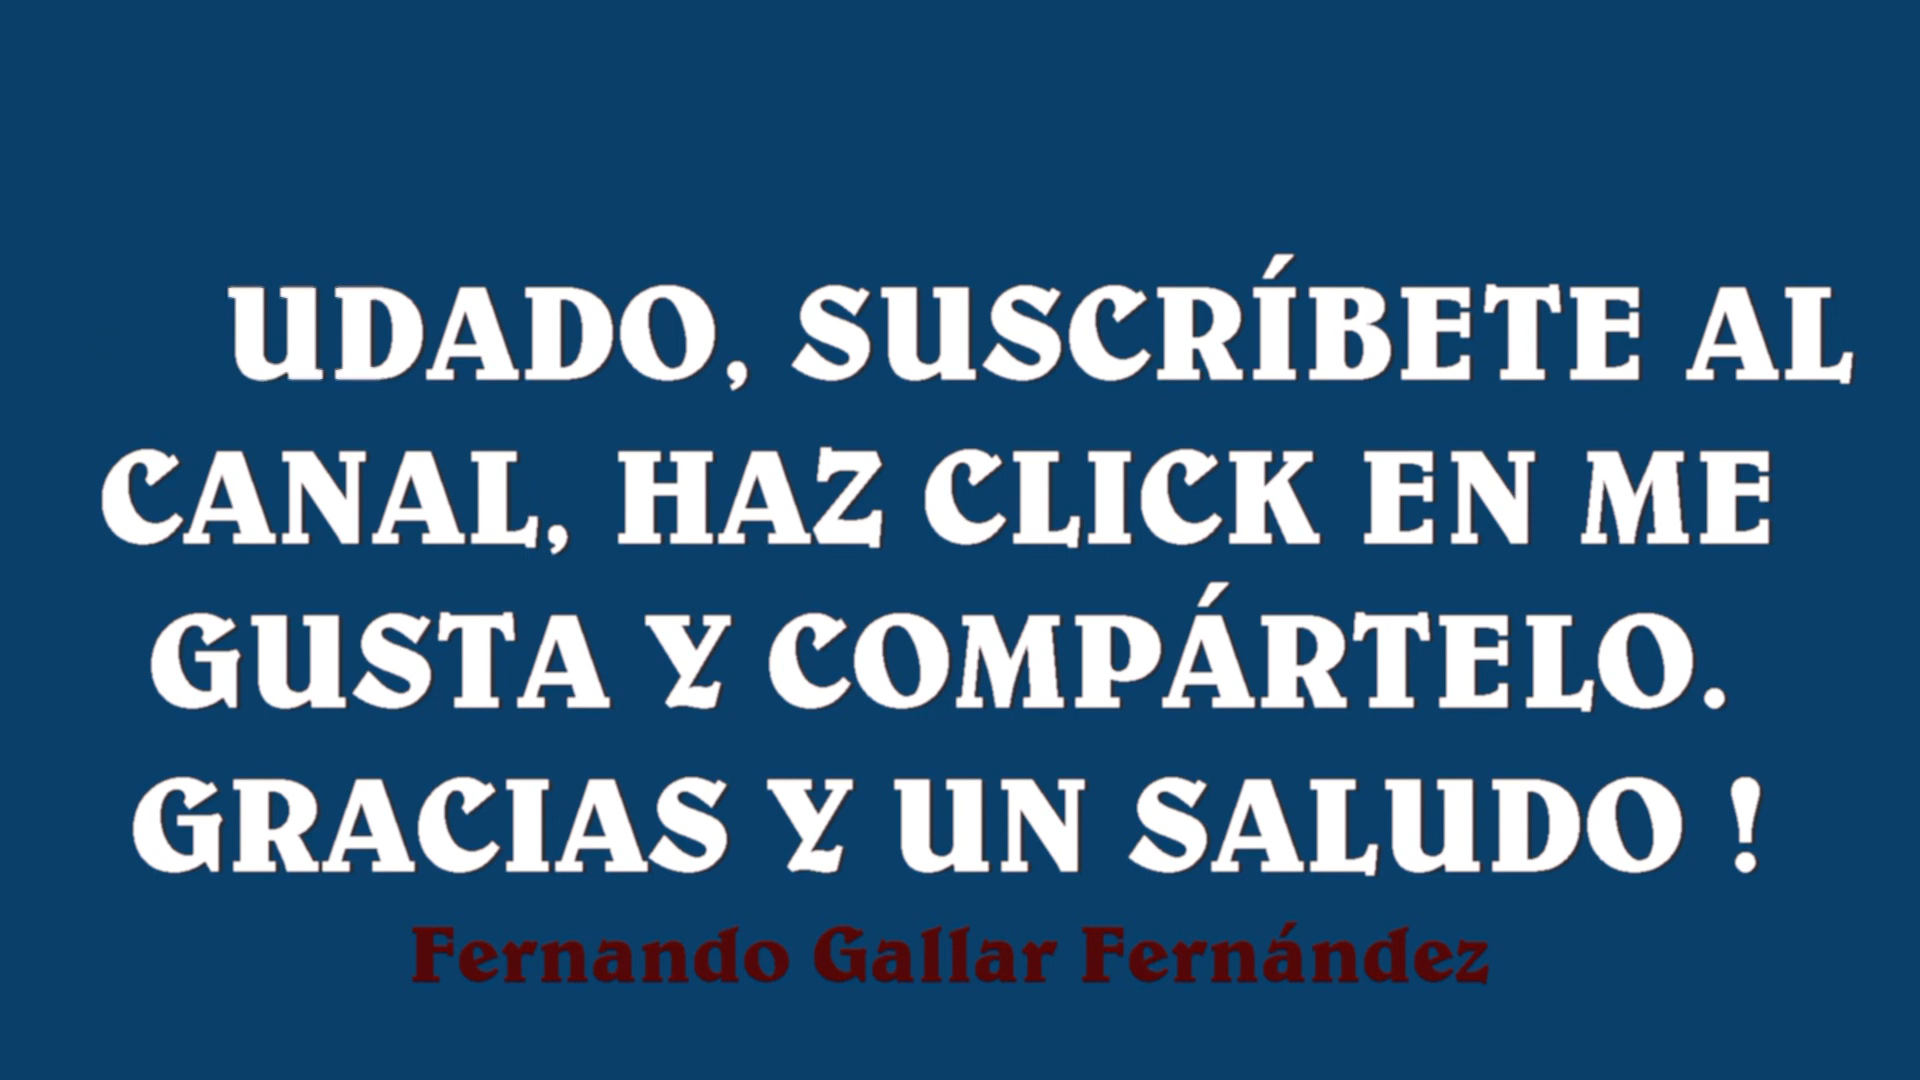 UDADO, SUSCRÍBETE AL
CANAL, HAZ CLICK EN ME
GUSTA Y COMPÁRTELO.
GRACIAS Y UN SALUDO !
Fernando Gallar Fernández